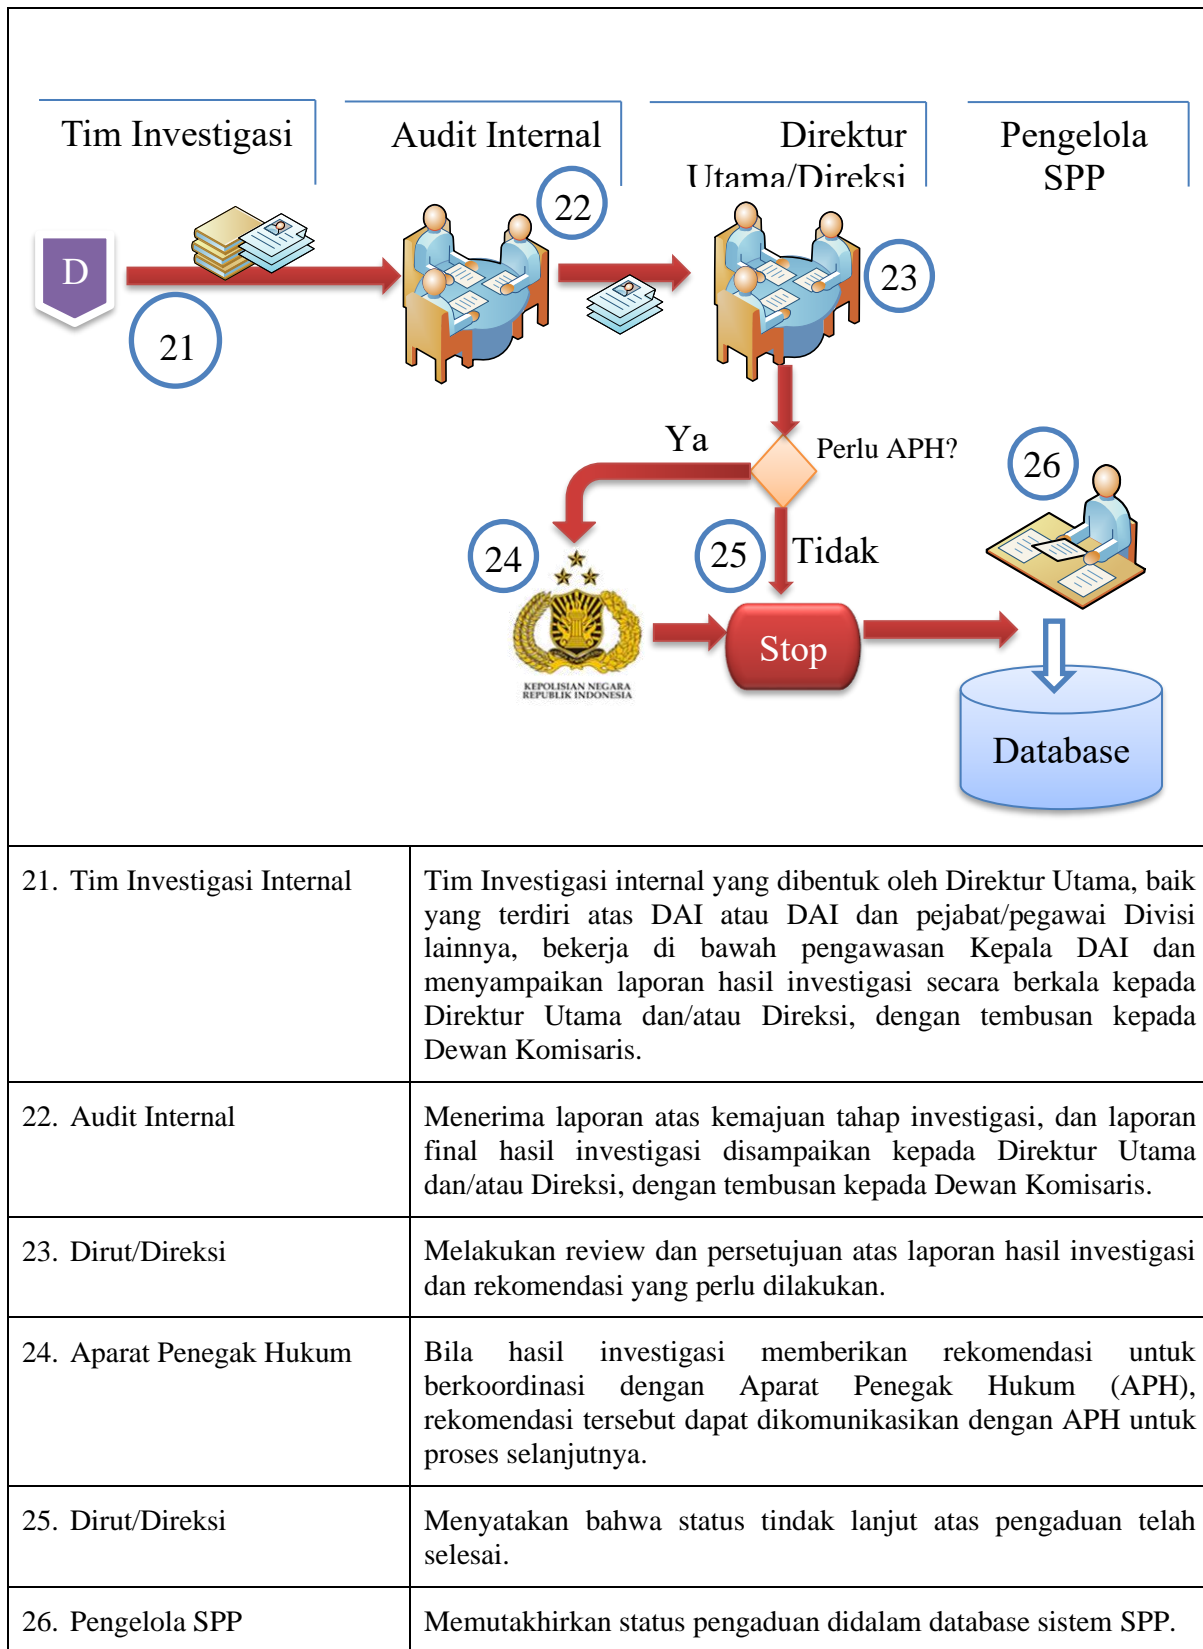 Tim Investigasi
Audit Internal
Direktur
Utama/Direksi
Pengelola
SPP
22
D
23
21
Ya
Perlu APH?
26
24
25
Tidak
Stop
KEPOLISIAN NEGARA
REPUBLIK INDONESIA
Database
21. Tim Investigasi Internal
Tim Investigasi internal yang dibentuk oleh Direktur Utama, baik
yang terdiri atas DAI atau DAI dan pejabat/pegawai Divisi
lainnya, bekerja di bawah pengawasan Kepala DAI dan
menyampaikan laporan hasil investigasi secara berkala kepada
Direktur Utama dan/atau Direksi, dengan tembusan kepada
Dewan Komisaris.
22. Audit Internal
Menerima laporan atas kemajuan tahap investigasi, dan laporan
final hasil investigasi disampaikan kepada Direktur Utama
dan/atau Direksi, dengan tembusan kepada Dewan Komisaris.
23. Dirut/Direksi
Melakukan review dan persetujuan atas laporan hasil investigasi
dan rekomendasi yang perlu dilakukan.
24. Aparat Penegak Hukum
Bila hasil investigasi memberikan rekomendasi untuk
berkoordinasi dengan Aparat Penegak Hukum (APH),
rekomendasi tersebut dapat dikomunikasikan dengan APH untuk
proses selanjutnya.
25. Dirut/Direksi
Menyatakan bahwa status tindak lanjut atas pengaduan telah
selesai.
26. Pengelola SPP
Memutakhirkan status pengaduan didalam database sistem SPP.